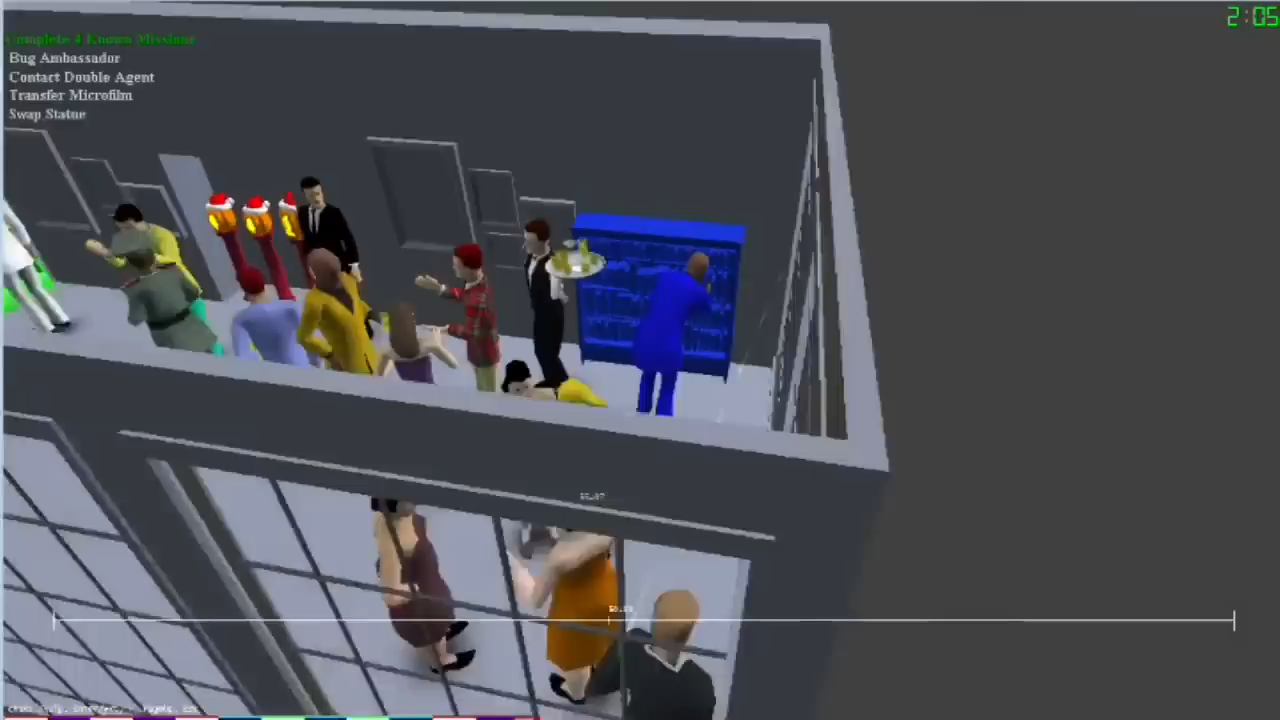 2:05
Complete 4 Known Missions
Bug Ambassador
Contact Double Agent
Transfer Microfilm
Swap Statue